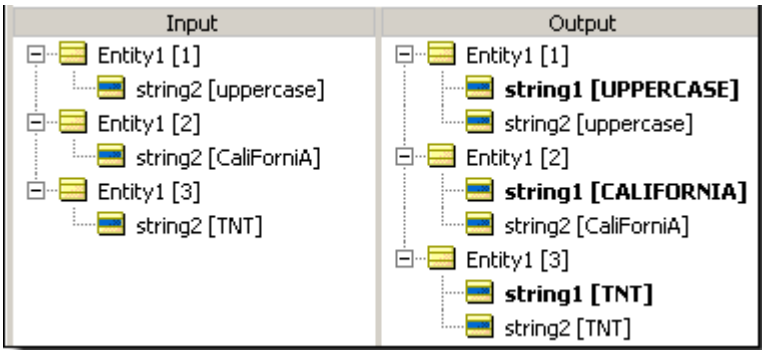 Input
Entity1 [1]
string2 [uppercase]
Entity1 [2]
string2 [CaliForniA]
Entity1 [3]
string2 [TNT]
Output
Entity1 [1]
string1 [UPPERCASE]
string2 [uppercase]
Entity1 [2]
string1 [CALIFORNIA]
string2 [CaliForniA]
Entity1 [3]
string1 [TNT]
string2 [TNT]